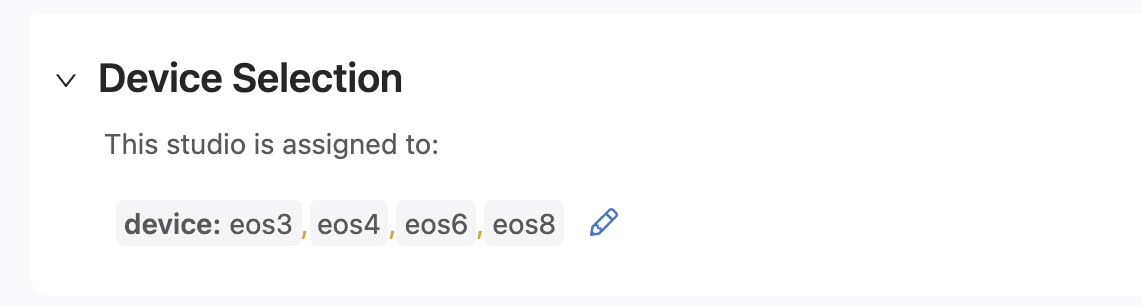 Device Selection
This studio is assigned to:
device: eos3, eos4, eos6, eos8